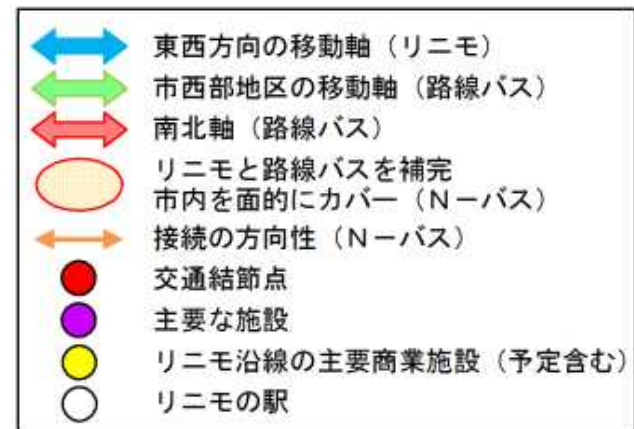 東西方向の移動軸（リニモ）
市西部地区の移動軸（路線バス）
南北軸（路線バス）
リニモと路線バスを補完
市内を面的にカバー（Ｎ－バス）
接続の方向性（Ｎ－バス）
交通結節点
主要な施設
リニモ沿線の主要商業施設（予定含む）
リニモの駅